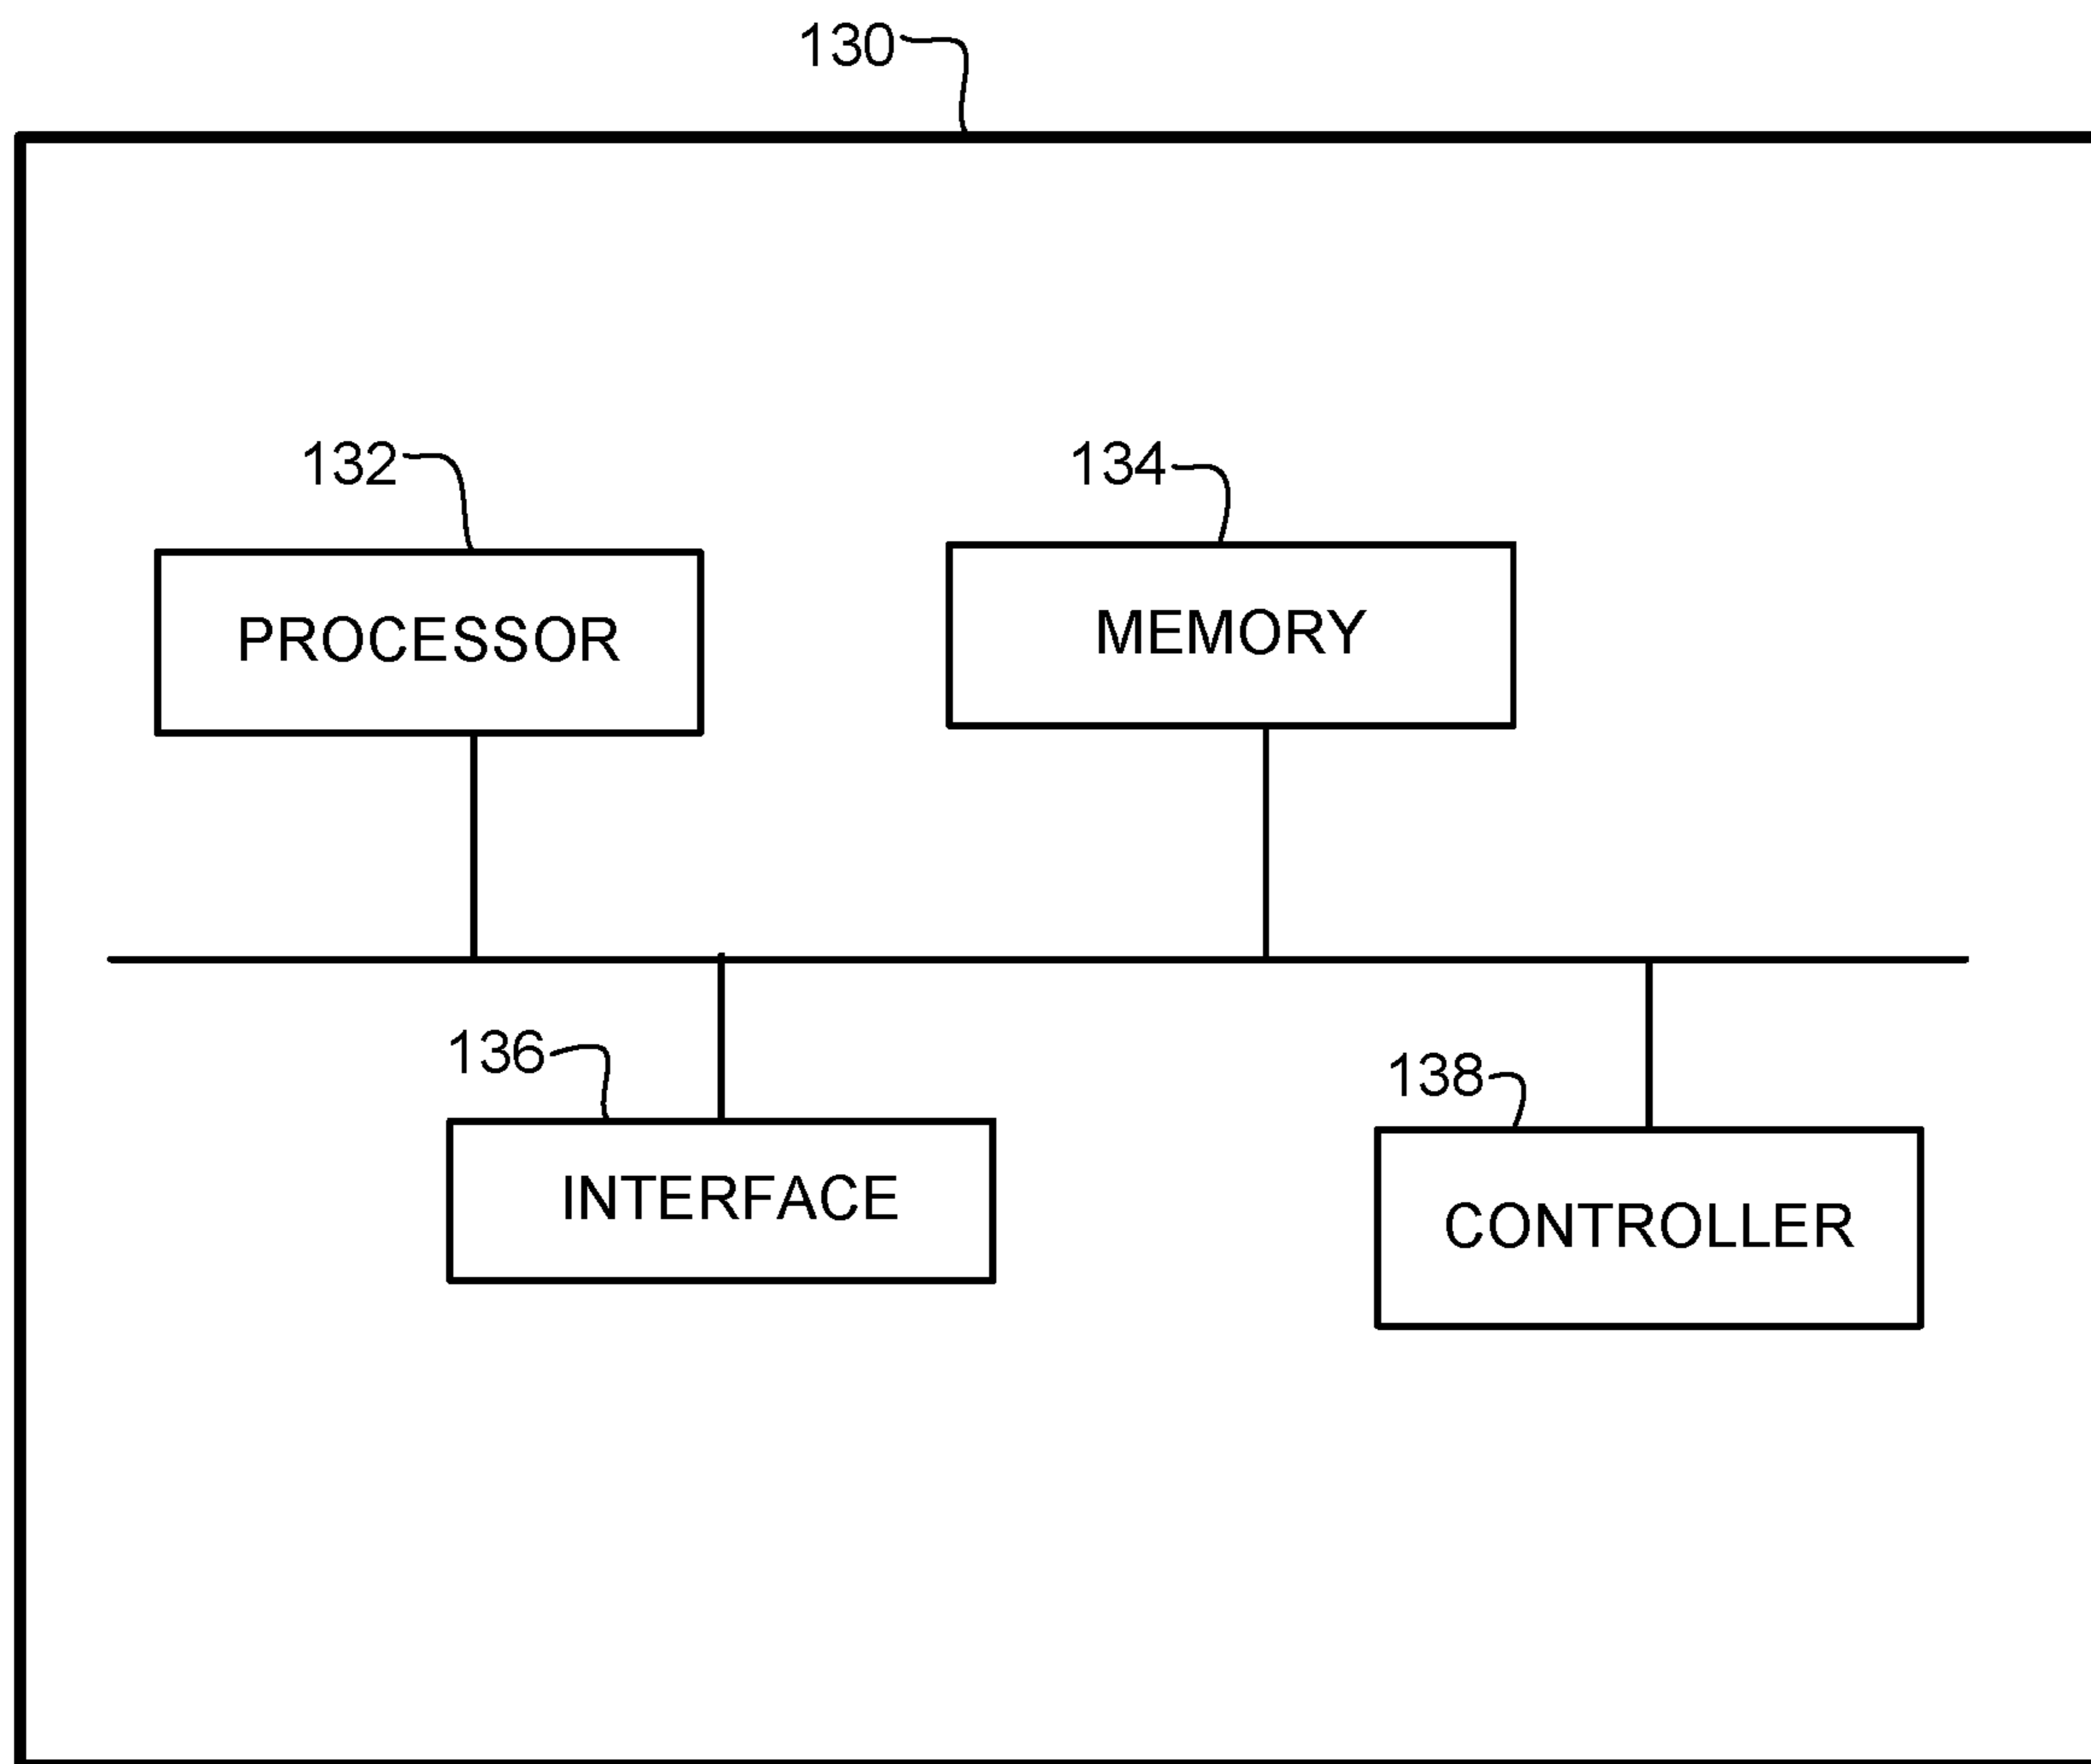 130
132
134
PROCESSOR
MEMORY
136
138
INTERFACE
CONTROLLER